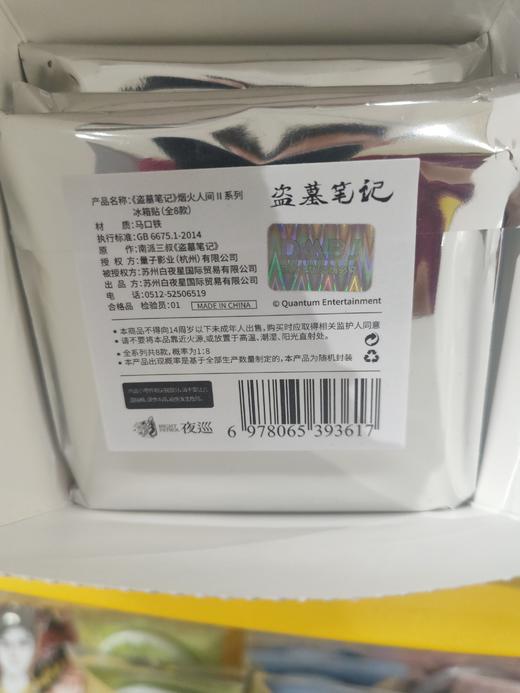 产品名称:《盗墓笔记》烟火人间II系列
冰箱贴(全8款)
材 质:马口铁
执行标准:GB 6675.1-2014
原 作:南派三叔《盗墓笔记》
授 权 方:量子影业(杭州)有限公司
被授权方:苏州白夜星国际贸易有限公司
出 品 方:苏州白夜星国际贸易有限公司
电 话:0512-52506519
合格品 检验员:01 MADE IN CHINA
盗墓笔记
DMBJ
© Quantum Entertainment
• 本商品不得向14周岁以下未成年人出售,购买时应取得相关监护人同意
• 请不要将本品靠近火源,或放置于高温、潮湿、阳光直射处。
• 全系列共8款,概率为1:8
• 本产品出现概率是基于全部生产数量制定的,本产品为随机封装
NIGHT PATROL 夜巡
6 978065 393617